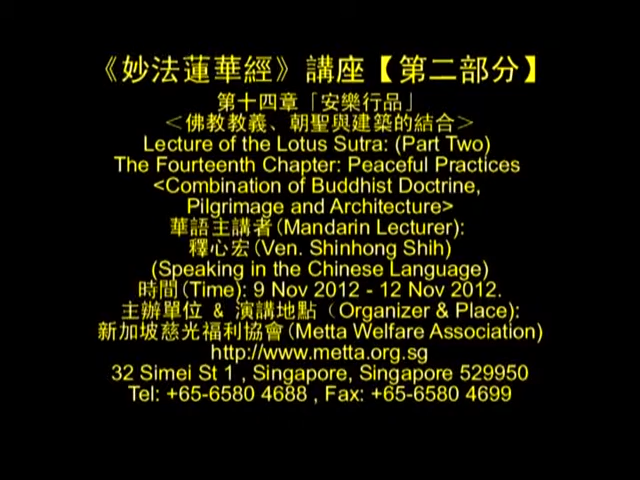 《妙法蓮華經》講座【第二部分】
第十四章「安樂行品」
＜佛教教義、朝聖與建築的結合＞
Lecture of the Lotus Sutra: (Part Two)
The Fourteenth Chapter: Peaceful Practices
<Combination of Buddhist Doctrine,
Pilgrimage and Architecture>
華語主講者(Mandarin Lecturer):
釋心宏(Ven. Shinhong Shih)
(Speaking in the Chinese Language)
時間(Time): 9 Nov 2012 - 12 Nov 2012.
主辦單位 & 演講地點（Organizer & Place):
新加坡慈光福利協會(Metta Welfare Association)
http://www.metta.org.sg
32 Simei St 1 , Singapore, Singapore 529950
Tel: +65-6580 4688 , Fax: +65-6580 4699